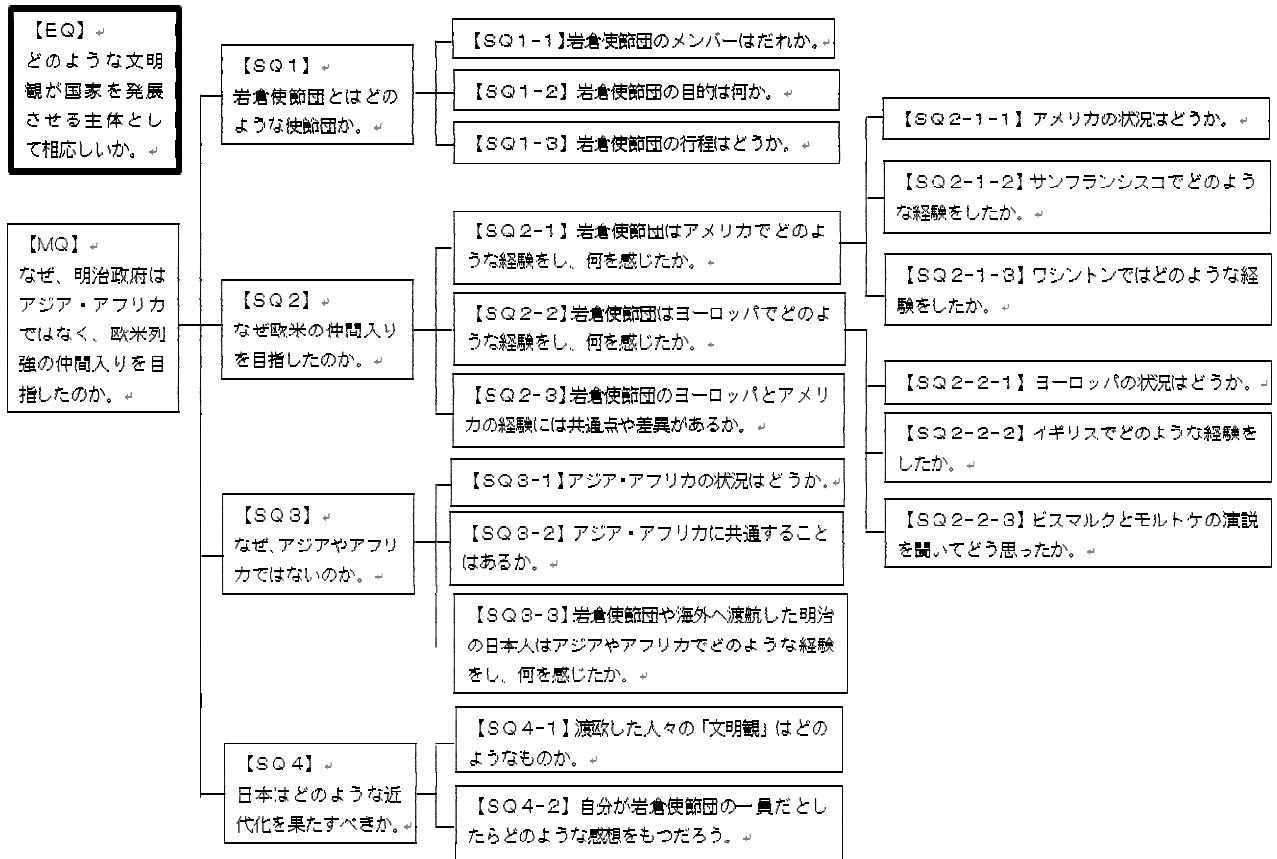 【EQ】
どのような文明
観が国家を発展
させる主体とし
て相応しいか。
【MQ】
なぜ、明治政府は
アジア・アフリカ
ではなく、欧米列
強の仲間入りを目
指したのか。
【SQ1】
岩倉使節団とはどの
ような使節団か。
【SQ1-1】岩倉使節団のメンバーはだれか。
【SQ1-2】岩倉使節団の目的は何か。
【SQ1-3】岩倉使節団の行程はどうか。
【SQ2】
なぜ欧米の仲間入り
を目指したのか。
【SQ2-1】岩倉使節団はアメリカでどのよ
うな経験をし、何を感じたか。
【SQ2-1-1】アメリカの状況はどうか。
【SQ2-1-2】サンフランシスコでどのよう
な経験をしたか。
【SQ2-1-3】ワシントンではどのような経
験をしたか。
【SQ2-2】岩倉使節団はヨーロッパでどのよ
うな経験をし、何を感じたか。
【SQ2-2-1】ヨーロッパの状況はどうか。
【SQ2-2-2】イギリスでどのような経験を
したか。
【SQ2-2-3】ビスマルクとモルトケの演説
を聞いてどう思ったか。
【SQ2-3】岩倉使節団のヨーロッパとアメリ
カの経験には共通点や差異があるか。
【SQ3】
なぜ、アジアやアフリ
カではないのか。
【SQ3-1】アジア・アフリカの状況はどうか。
【SQ3-2】アジア・アフリカに共通すること
はあるか。
【SQ3-3】岩倉使節団や海外へ渡航した明治
の日本人はアジアやアフリカでどのような経験
をし、何を感じたか。
【SQ4】
日本はどのような近
代化を果たすべきか。
【SQ4-1】渡欧した人々の「文明観」はどの
ようなものか。
【SQ4-2】自分が岩倉使節団の一員だとし
たらどのような感想をもつだろう。